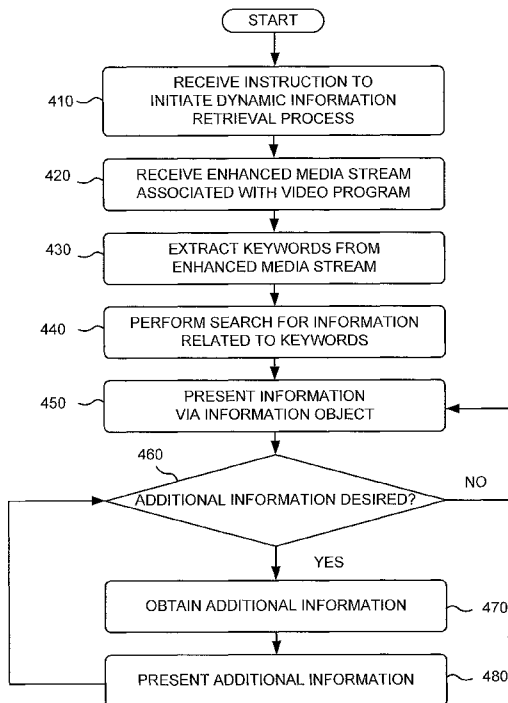 START
410
RECEIVE INSTRUCTION TO
INITIATE DYNAMIC INFORMATION
RETRIEVAL PROCESS
420
RECEIVE ENHANCED MEDIA STREAM
ASSOCIATED WITH VIDEO PROGRAM
430
EXTRACT KEYWORDS FROM
ENHANCED MEDIA STREAM
440
PERFORM SEARCH FOR INFORMATION
RELATED TO KEYWORDS
450
PRESENT INFORMATION
VIA INFORMATION OBJECT
460
ADDITIONAL INFORMATION DESIRED?
NO
YES
OBTAIN ADDITIONAL INFORMATION
470
PRESENT ADDITIONAL INFORMATION
480